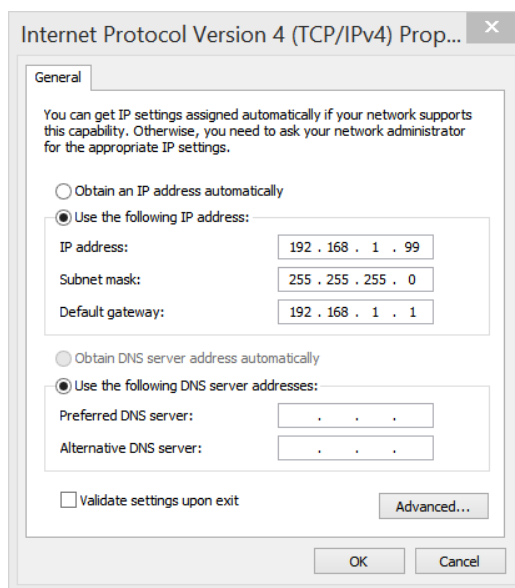 Internet Protocol Version 4 (TCP/IPv4) Prop...
General
You can get IP settings assigned automatically if your network supports
this capability. Otherwise, you need to ask your network administrator
for the appropriate IP settings.
Obtain an IP address automatically
Use the following IP address:
IP address: 192 . 168 . 1 . 99
Subnet mask: 255 . 255 . 255 . 0
Default gateway: 192 . 168 . 1 . 1
Obtain DNS server address automatically
Use the following DNS server addresses:
Preferred DNS server: . . .
Alternative DNS server: . . .
Validate settings upon exit
Advanced...
OK Cancel